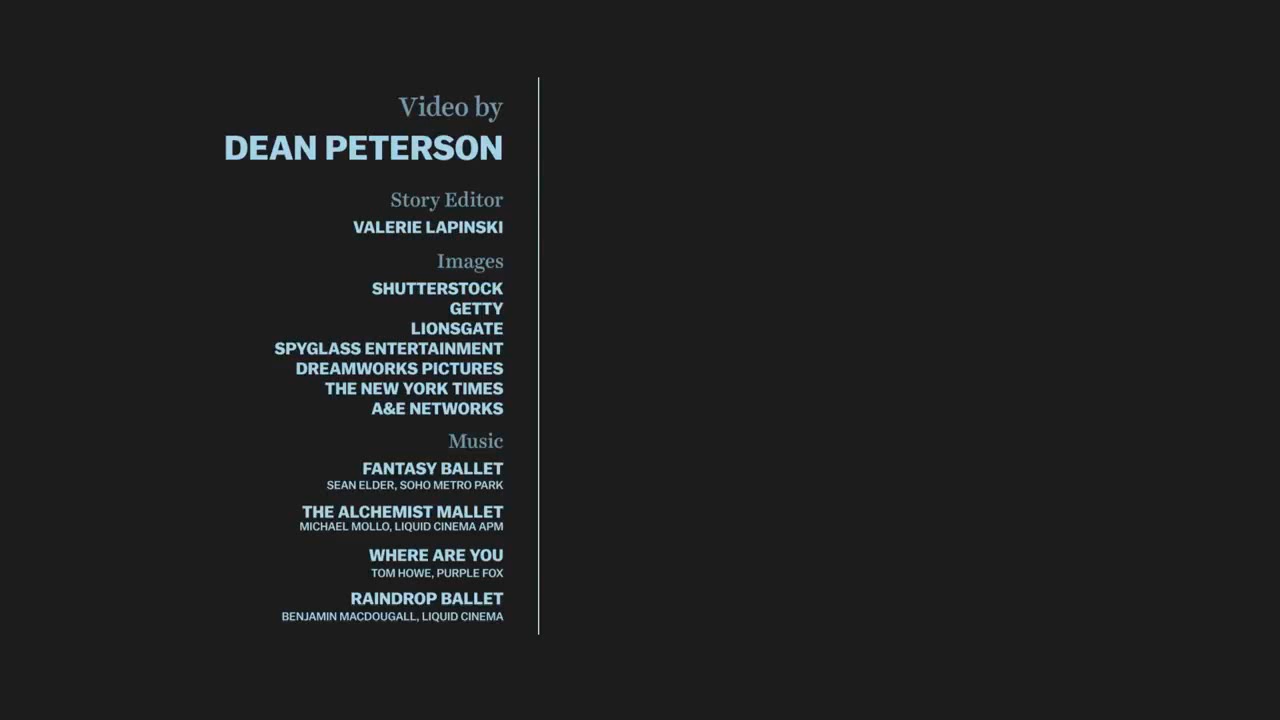 Video by
DEAN PETERSON
Story Editor
VALERIE LAPINSKI
Images
SHUTTERSTOCK
GETTY
LIONSGATE
SPYGLASS ENTERTAINMENT
DREAMWORKS PICTURES
THE NEW YORK TIMES
A&E NETWORKS
Music
FANTASY BALLET
SEAN ELDER, SOHO METRO PARK
THE ALCHEMIST MALLET
MICHAEL MOLLO, LIQUID CINEMA APM
WHERE ARE YOU
TOM HOWE, PURPLE FOX
RAINDROP BALLET
BENJAMIN MACDOUGALL, LIQUID CINEMA